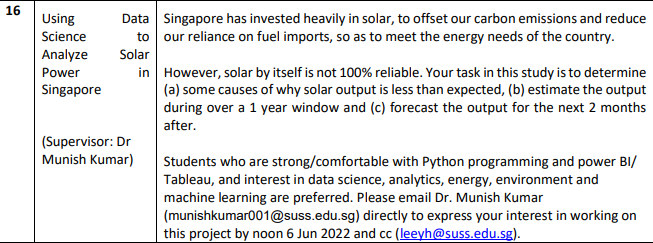 16
Using Data
Science to
Analyze Solar
Power in
Singapore
(Supervisor: Dr
Munish Kumar)
Singapore has invested heavily in solar, to offset our carbon emissions and reduce
our reliance on fuel imports, so as to meet the energy needs of the country.
However, solar by itself is not 100% reliable. Your task in this study is to determine
(a) some causes of why solar output is less than expected, (b) estimate the output
during over a 1 year window and (c) forecast the output for the next 2 months
after.
Students who are strong/comfortable with Python programming and power BI/
Tableau, and interest in data science, analytics, energy, environment and
machine learning are preferred. Please email Dr. Munish Kumar
(munishkumar001@suss.edu.sg) directly to express your interest in working on
this project by noon 6 Jun 2022 and cc (leeyh@suss.edu.sg).